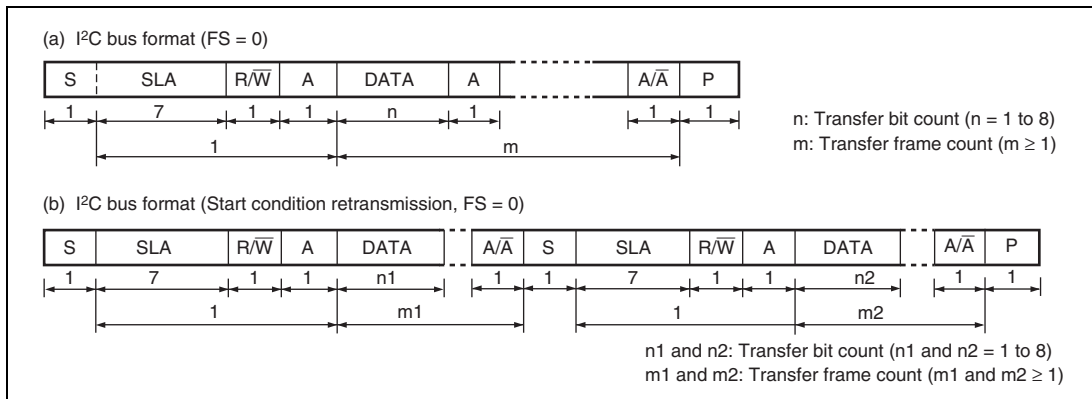 (a) I²C bus format (FS = 0)
S SLA R/W̅ A DATA A A/A̅ P
1 7 1 1 n 1 1 1
1 m
n: Transfer bit count (n = 1 to 8)
m: Transfer frame count (m ≥ 1)
(b) I²C bus format (Start condition retransmission, FS = 0)
S SLA R/W̅ A DATA A/A̅ S SLA R/W̅ A DATA A/A̅ P
1 7 1 1 n1 1 1 7 1 1 n2 1 1
1 m1 1 m2
n1 and n2: Transfer bit count (n1 and n2 = 1 to 8)
m1 and m2: Transfer frame count (m1 and m2 ≥ 1)